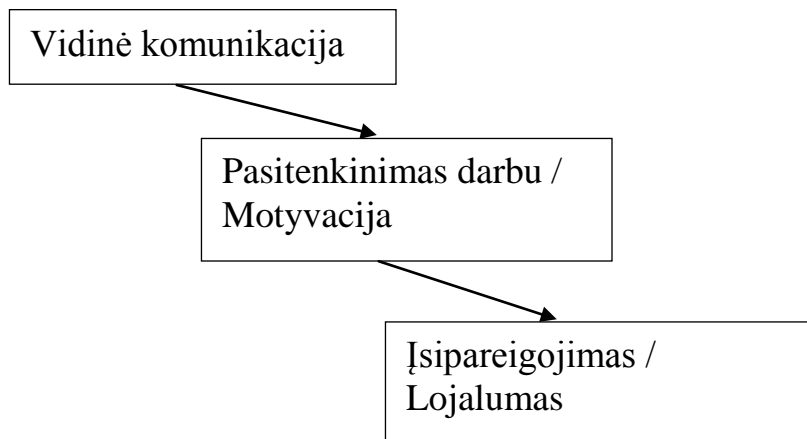 Vidinė komunikacija
Pasitenkinimas darbu /
Motyvacija
Įsipareigojimas /
Lojalumas